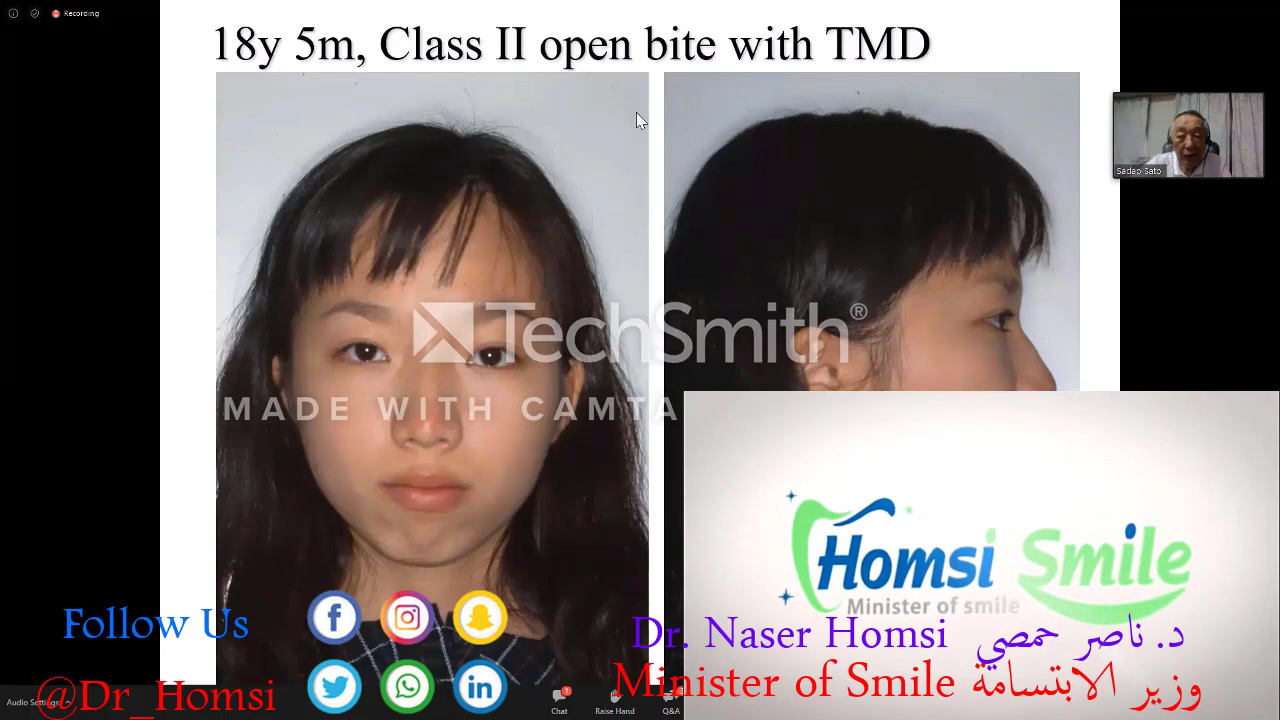 Recording
18y 5m, Class II open bite with TMD
Sadao Sato
TechSmith®
MADE WITH CAMTA
Homsi Smile
Minister of smile
Follow Us
Dr. Naser Homsi د. ناصر حمصي
@Dr_Homsi
Minister of Smile وزير الابتسامة
Audio Settings
Chat
1
Raise Hand
Q&A